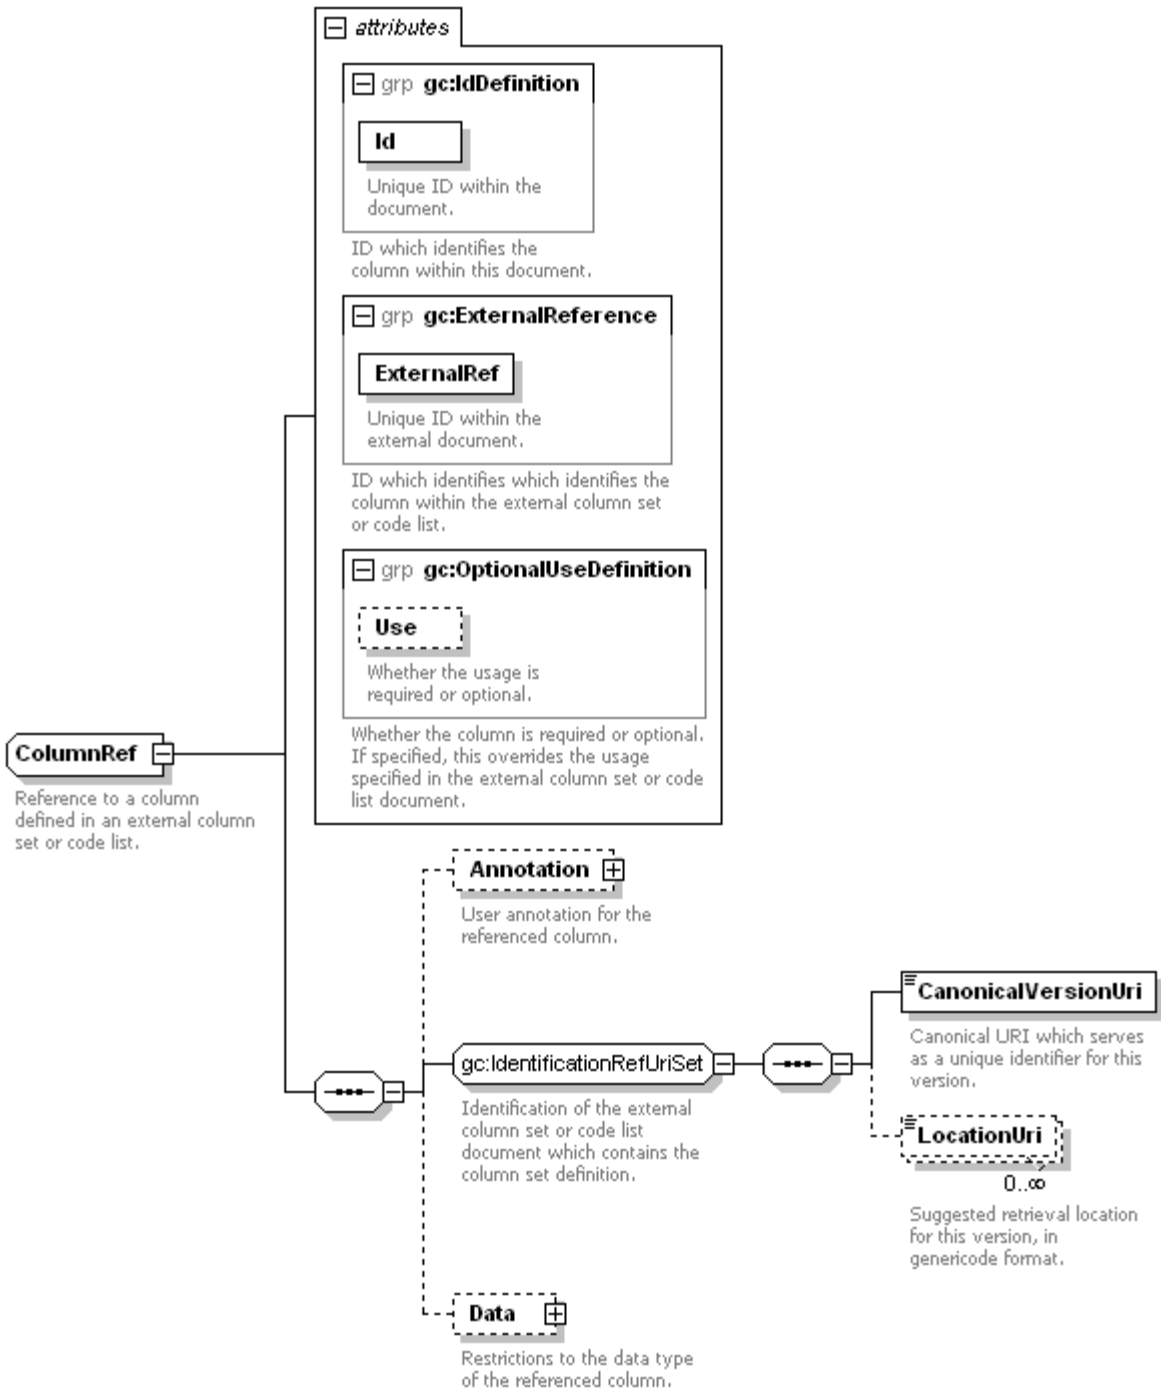 attributes
grp gc:IdDefinition
Id
Unique ID within the
document.
ID which identifies the
column within this document.
grp gc:ExternalReference
ExternalRef
Unique ID within the
external document.
ID which identifies which identifies the
column within the external column set
or code list.
grp gc:OptionalUseDefinition
Use
Whether the usage is
required or optional.
Whether the column is required or optional.
If specified, this overrides the usage
specified in the external column set or code
list document.
ColumnRef
Reference to a column
defined in an external column
set or code list.
Annotation
User annotation for the
referenced column.
gc:IdentificationRefUriSet
Identification of the external
column set or code list
document which contains the
column set definition.
CanonicalVersionUri
Canonical URI which serves
as a unique identifier for this
version.
LocationUri
0..∞
Suggested retrieval location
for this version, in
genericode format.
Data
Restrictions to the data type
of the referenced column.